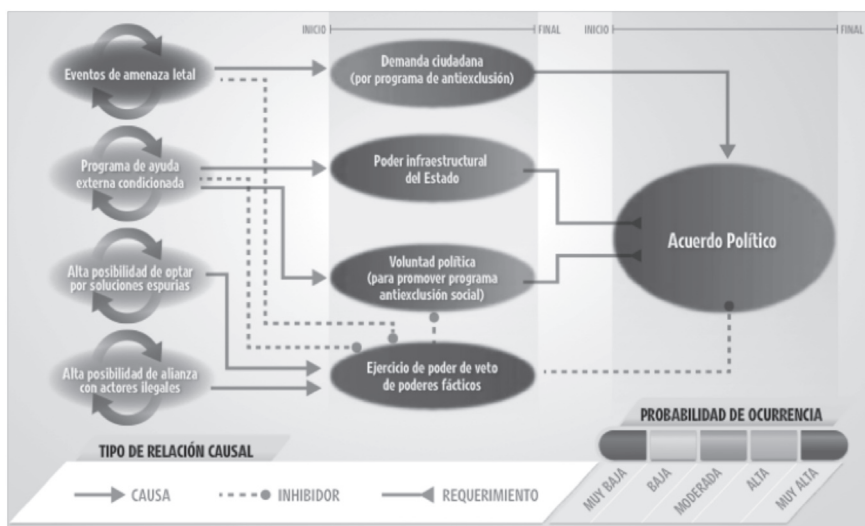 INICIO
FINAL
INICIO
FINAL
Eventos de amenaza letal
Demanda ciudadana
(por programa de antiexclusión)
Programa de ayuda
externa condicionada
Poder infraestructural
del Estado
Acuerdo Político
Alta posibilidad de optar
por soluciones espurias
Voluntad política
(para promover programa
antiexclusión social)
Alta posibilidad de alianza
con actores ilegales
Ejercicio de poder de veto
de poderes fácticos
PROBABILIDAD DE OCURRENCIA
MUY BAJA
BAJA
MODERADA
ALTA
MUY ALTA
TIPO DE RELACIÓN CAUSAL
CAUSA
INHIBIDOR
REQUERIMIENTO